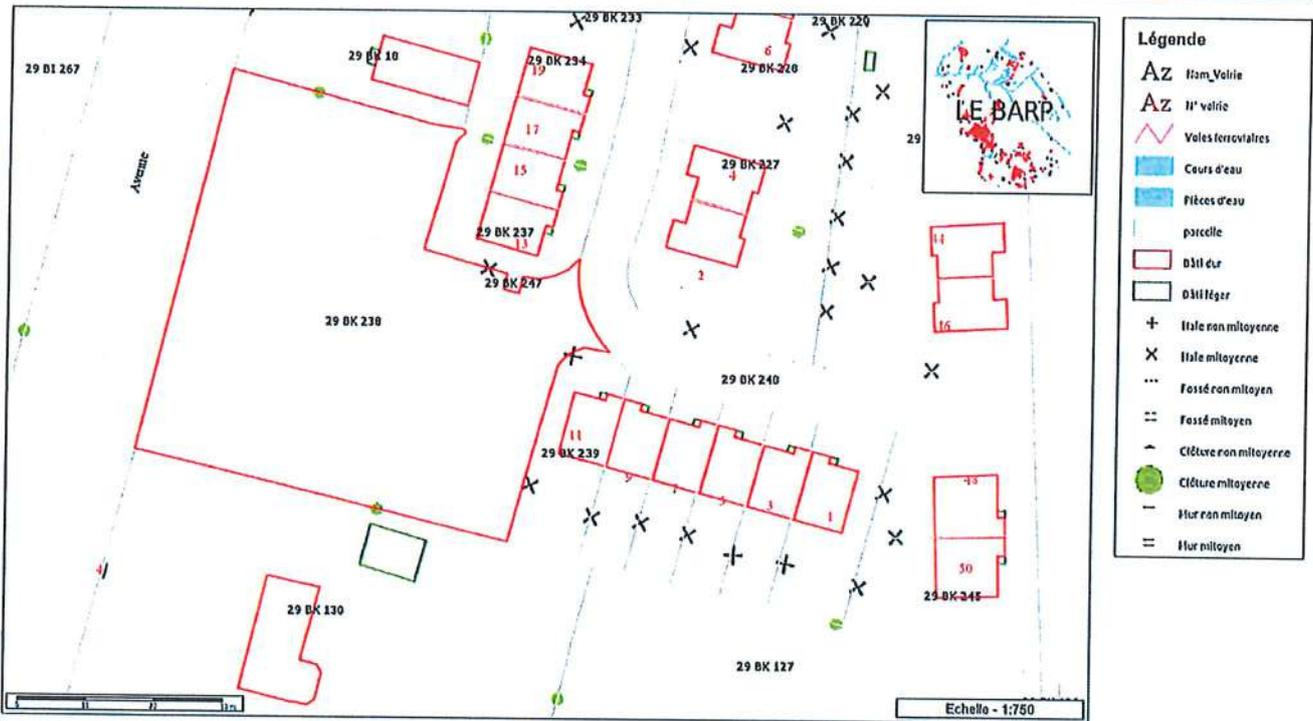 29 BI 267
29 BK 10
29 BK 233
29 BK 234
29 BK 220
29 BK 228
29 BK 227
29 BK 237
29 BK 247
29 BK 238
29 BK 240
29 BK 239
29 BK 130
29 BK 127
29 BK 245
29
Avenue
19
17
15
13
6
4
2
14
16
11
9
7
5
3
1
48
50
4
LE BARP
Echelle - 1:750
Légende
Az Nam_Voirie
Az N° voirie
Voies ferroviaires
Cours d'eau
Pièces d'eau
parcelle
Bâti dur
Bâti léger
Haie non mitoyenne
Haie mitoyenne
Fossé non mitoyen
Fossé mitoyen
Clôture non mitoyenne
Clôture mitoyenne
Mur non mitoyen
Mur mitoyen